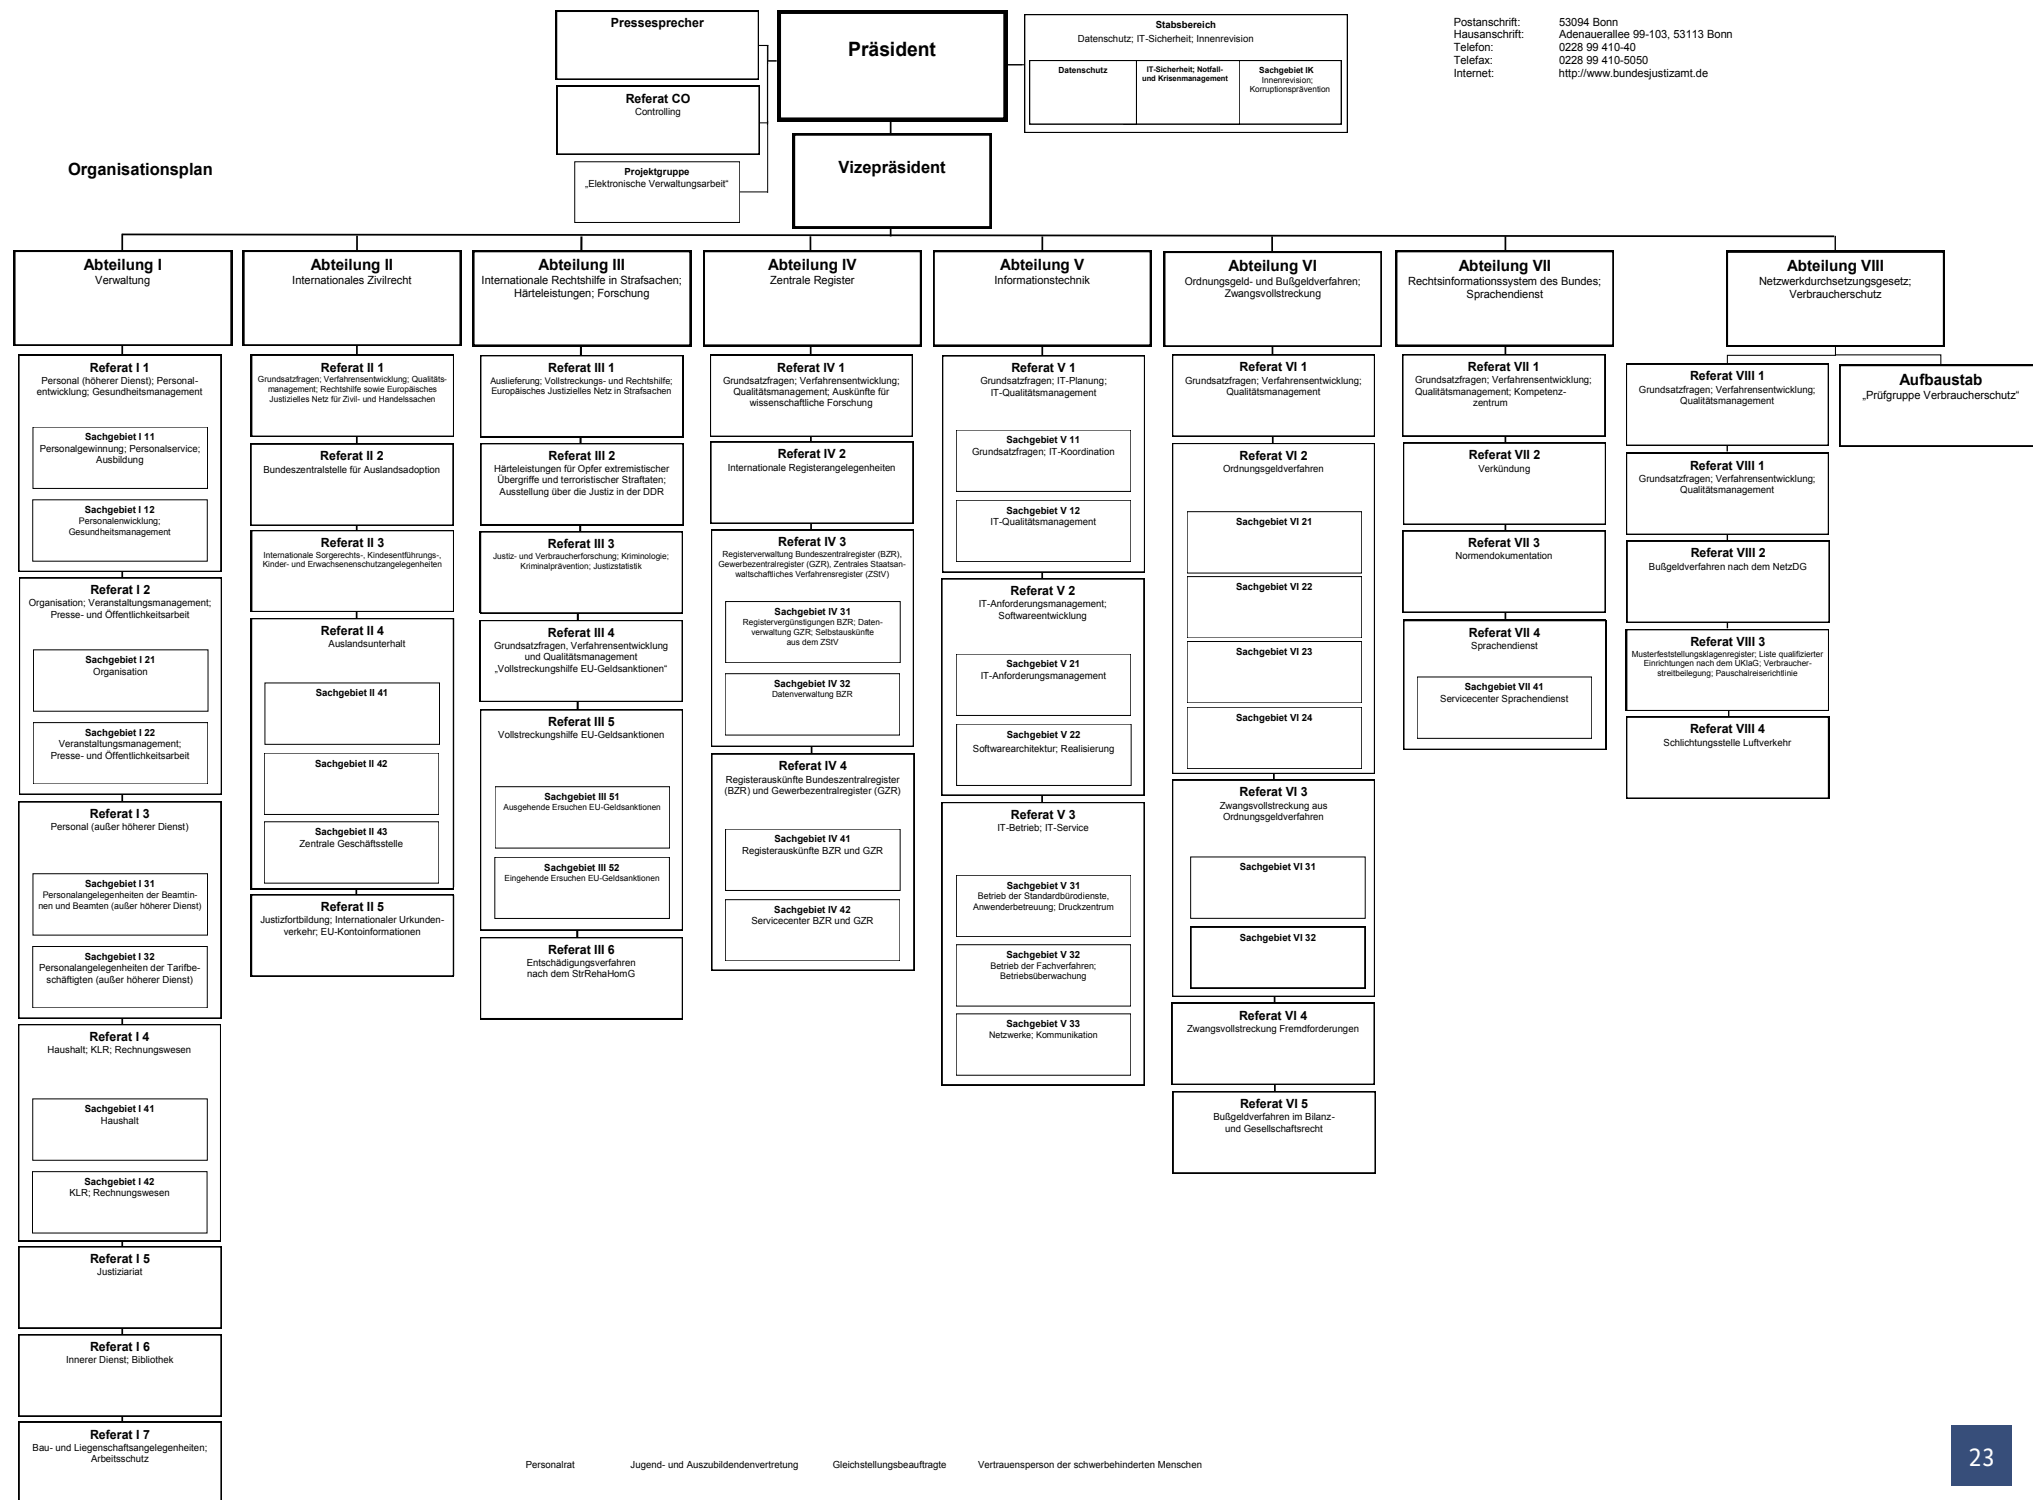 Pressesprecher
Referat CO
Controlling
Projektgruppe
„Elektronische Verwaltungsarbeit“
Präsident
Vizepräsident
Stabsbereich
Datenschutz; IT-Sicherheit; Innenrevision
Datenschutz
IT-Sicherheit; Notfall-
und Krisenmanagement
Sachgebiet IK
Innenrevision;
Korruptionsprävention
Postanschrift: 53094 Bonn
Hausanschrift: Adenauerallee 99-103, 53113 Bonn
Telefon: 0228 99 410-40
Telefax: 0228 99 410-5050
Internet: http://www.bundesjustizamt.de
Organisationsplan
Abteilung I
Verwaltung
Referat I 1
Personal (höherer Dienst); Personal-
entwicklung; Gesundheitsmanagement
Sachgebiet I 11
Personalgewinnung; Personalservice;
Ausbildung
Sachgebiet I 12
Personalenwicklung;
Gesundheitsmanagement
Referat I 2
Organisation; Veranstaltungsmanagement;
Presse- und Öffentlichkeitsarbeit
Sachgebiet I 21
Organisation
Sachgebiet I 22
Veranstaltungsmanagement;
Presse- und Öffentlichkeitsarbeit
Referat I 3
Personal (außer höherer Dienst)
Sachgebiet I 31
Personalangelegenheiten der Beamtin-
nen und Beamten (außer höherer Dienst)
Sachgebiet I 32
Personalangelegenheiten der Tarifbe-
schäftigten (außer höherer Dienst)
Referat I 4
Haushalt; KLR; Rechnungswesen
Sachgebiet I 41
Haushalt
Sachgebiet I 42
KLR; Rechnungswesen
Referat I 5
Justiziariat
Referat I 6
Innerer Dienst; Bibliothek
Referat I 7
Bau- und Liegenschaftsangelegenheiten;
Arbeitsschutz
Abteilung II
Internationales Zivilrecht
Referat II 1
Grundsatzfragen; Verfahrensentwicklung; Qualitäts-
management; Rechtshilfe sowie Europäisches
Justizielles Netz für Zivil- und Handelssachen
Referat II 2
Bundeszentralstelle für Auslandsadoption
Referat II 3
Internationale Sorgerechts-, Kindesentführungs-,
Kinder- und Erwachsenenschutzangelegenheiten
Referat II 4
Auslandsunterhalt
Sachgebiet II 41
Sachgebiet II 42
Sachgebiet II 43
Zentrale Geschäftsstelle
Referat II 5
Justizfortbildung; Internationaler Urkunden-
verkehr; EU-Kontoinformationen
Abteilung III
Internationale Rechtshilfe in Strafsachen;
Härteleistungen; Forschung
Referat III 1
Auslieferung; Vollstreckungs- und Rechtshilfe;
Europäisches Justizielles Netz in Strafsachen
Referat III 2
Härteleistungen für Opfer extremistischer
Übergriffe und terroristischer Straftaten;
Ausstellung über die Justiz in der DDR
Referat III 3
Justiz- und Verbraucherforschung; Kriminologie;
Kriminalprävention; Justizstatistik
Referat III 4
Grundsatzfragen, Verfahrensentwicklung
und Qualitätsmanagement
„Vollstreckungshilfe EU-Geldsanktionen“
Referat III 5
Vollstreckungshilfe EU-Geldsanktionen
Sachgebiet III 51
Ausgehende Ersuchen EU-Geldsanktionen
Sachgebiet III 52
Eingehende Ersuchen EU-Geldsanktionen
Referat III 6
Entschädigungsverfahren
nach dem StrRehaHomG
Abteilung IV
Zentrale Register
Referat IV 1
Grundsatzfragen; Verfahrensentwicklung;
Qualitätsmanagement; Auskünfte für
wissenschaftliche Forschung
Referat IV 2
Internationale Registerangelegenheiten
Referat IV 3
Registerverwaltung Bundeszentralregister (BZR),
Gewerbezentralregister (GZR), Zentrales Staatsan-
waltschaftliches Verfahrensregister (ZStV)
Sachgebiet IV 31
Registervergünstigungen BZR; Daten-
verwaltung GZR; Selbstauskünfte
aus dem ZStV
Sachgebiet IV 32
Datenverwaltung BZR
Referat IV 4
Registerauskünfte Bundeszentralregister
(BZR) und Gewerbezentralregister (GZR)
Sachgebiet IV 41
Registerauskünfte BZR und GZR
Sachgebiet IV 42
Servicecenter BZR und GZR
Abteilung V
Informationstechnik
Referat V 1
Grundsatzfragen; IT-Planung;
IT-Qualitätsmanagement
Sachgebiet V 11
Grundsatzfragen; IT-Koordination
Sachgebiet V 12
IT-Qualitätsmanagement
Referat V 2
IT-Anforderungsmanagement;
Softwareentwicklung
Sachgebiet V 21
IT-Anforderungsmanagement
Sachgebiet V 22
Softwarearchitektur; Realisierung
Referat V 3
IT-Betrieb; IT-Service
Sachgebiet V 31
Betrieb der Standardbürodienste,
Anwenderbetreuung; Druckzentrum
Sachgebiet V 32
Betrieb der Fachverfahren;
Betriebsüberwachung
Sachgebiet V 33
Netzwerke; Kommunikation
Abteilung VI
Ordnungsgeld- und Bußgeldverfahren;
Zwangsvollstreckung
Referat VI 1
Grundsatzfragen; Verfahrensentwicklung;
Qualitätsmanagement
Referat VI 2
Ordnungsgeldverfahren
Sachgebiet VI 21
Sachgebiet VI 22
Sachgebiet VI 23
Sachgebiet VI 24
Referat VI 3
Zwangsvollstreckung aus
Ordnungsgeldverfahren
Sachgebiet VI 31
Sachgebiet VI 32
Referat VI 4
Zwangsvollstreckung Fremdforderungen
Referat VI 5
Bußgeldverfahren im Bilanz-
und Gesellschaftsrecht
Abteilung VII
Rechtsinformationssystem des Bundes;
Sprachendienst
Referat VII 1
Grundsatzfragen; Verfahrensentwicklung;
Qualitätsmanagement; Kompetenz-
zentrum
Referat VII 2
Verkündung
Referat VII 3
Normendokumentation
Referat VII 4
Sprachendienst
Sachgebiet VII 41
Servicecenter Sprachendienst
Abteilung VIII
Netzwerkdurchsetzungsgesetz;
Verbraucherschutz
Referat VIII 1
Grundsatzfragen; Verfahrensentwicklung;
Qualitätsmanagement
Referat VIII 1
Grundsatzfragen; Verfahrensentwicklung;
Qualitätsmanagement
Referat VIII 2
Bußgeldverfahren nach dem NetzDG
Referat VIII 3
Musterfeststellungsklagenregister; Liste qualifizierter
Einrichtungen nach dem UKlaG; Verbraucher-
streitbeilegung; Pauschalreiserichtlinie
Referat VIII 4
Schlichtungsstelle Luftverkehr
Aufbaustab
„Prüfgruppe Verbraucherschutz“
Personalrat Jugend- und Auszubildendenvertretung Gleichstellungsbeauftragte Vertrauensperson der schwerbehinderten Menschen
23